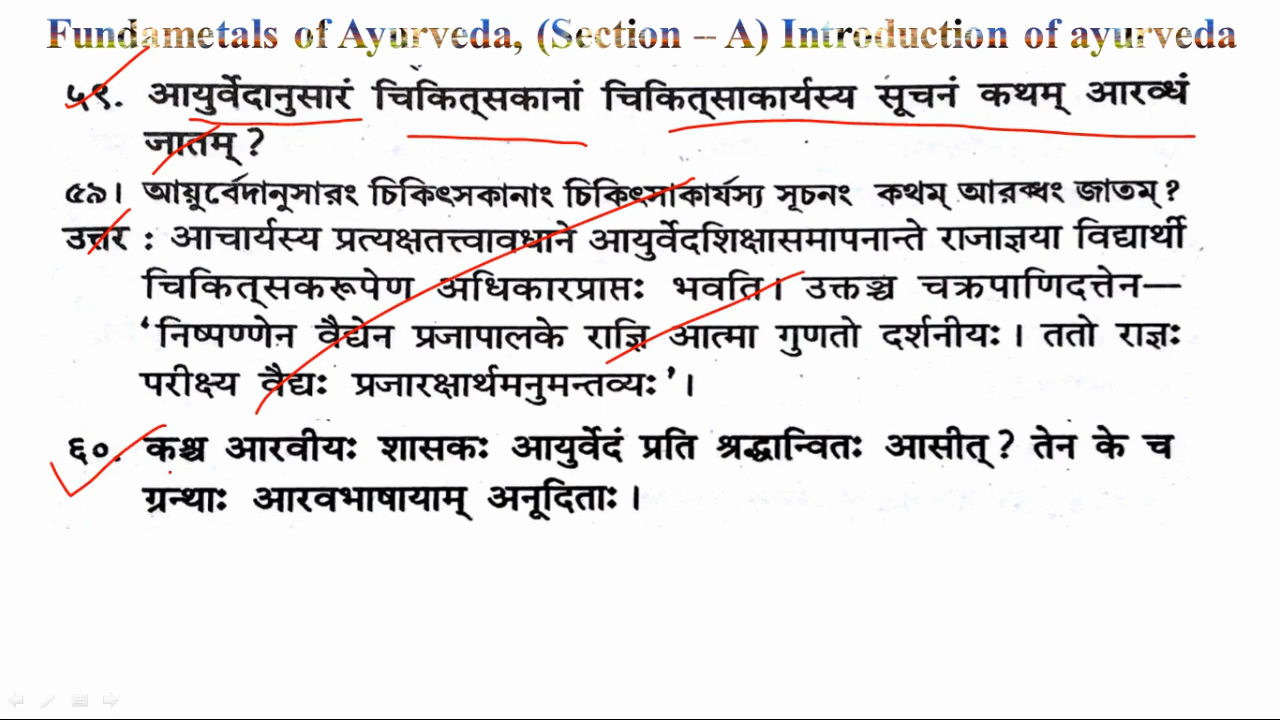 Fundametals of Ayurveda, (Section – A) Introduction of ayurveda
५९. आयुर्वेदानुसारं चिकित्सकानां चिकित्साकार्यस्य सूचनं कथम् आरब्धं
जातम् ?
৫৯। আয়ুর্বেদানুসারং চিকিৎসকানাং চিকিৎসাকার্যস্য সূচনং কথম্ আরব্ধং জাতম্ ?
उत्तर : आचार्यस्य प्रत्यक्षतत्त्वावधाने आयुर्वेदशिक्षासमापनान्ते राजाज्ञया विद्यार्थी
चिकित्सकरूपेण अधिकारप्राप्तः भवति। उक्तञ्च चक्रपाणिदत्तेन—
‘निष्पण्णेन वैद्येन प्रजापालके राज्ञि आत्मा गुणतो दर्शनीयः। ततो राज्ञः
परीक्ष्य वैद्यः प्रजारक्षार्थमनुमन्तव्यः’।
६०. कश्च आरवीयः शासकः आयुर्वेदं प्रति श्रद्धान्वितः आसीत् ? तेन के च
ग्रन्थाः आरवभाषायाम् अनूदिताः।